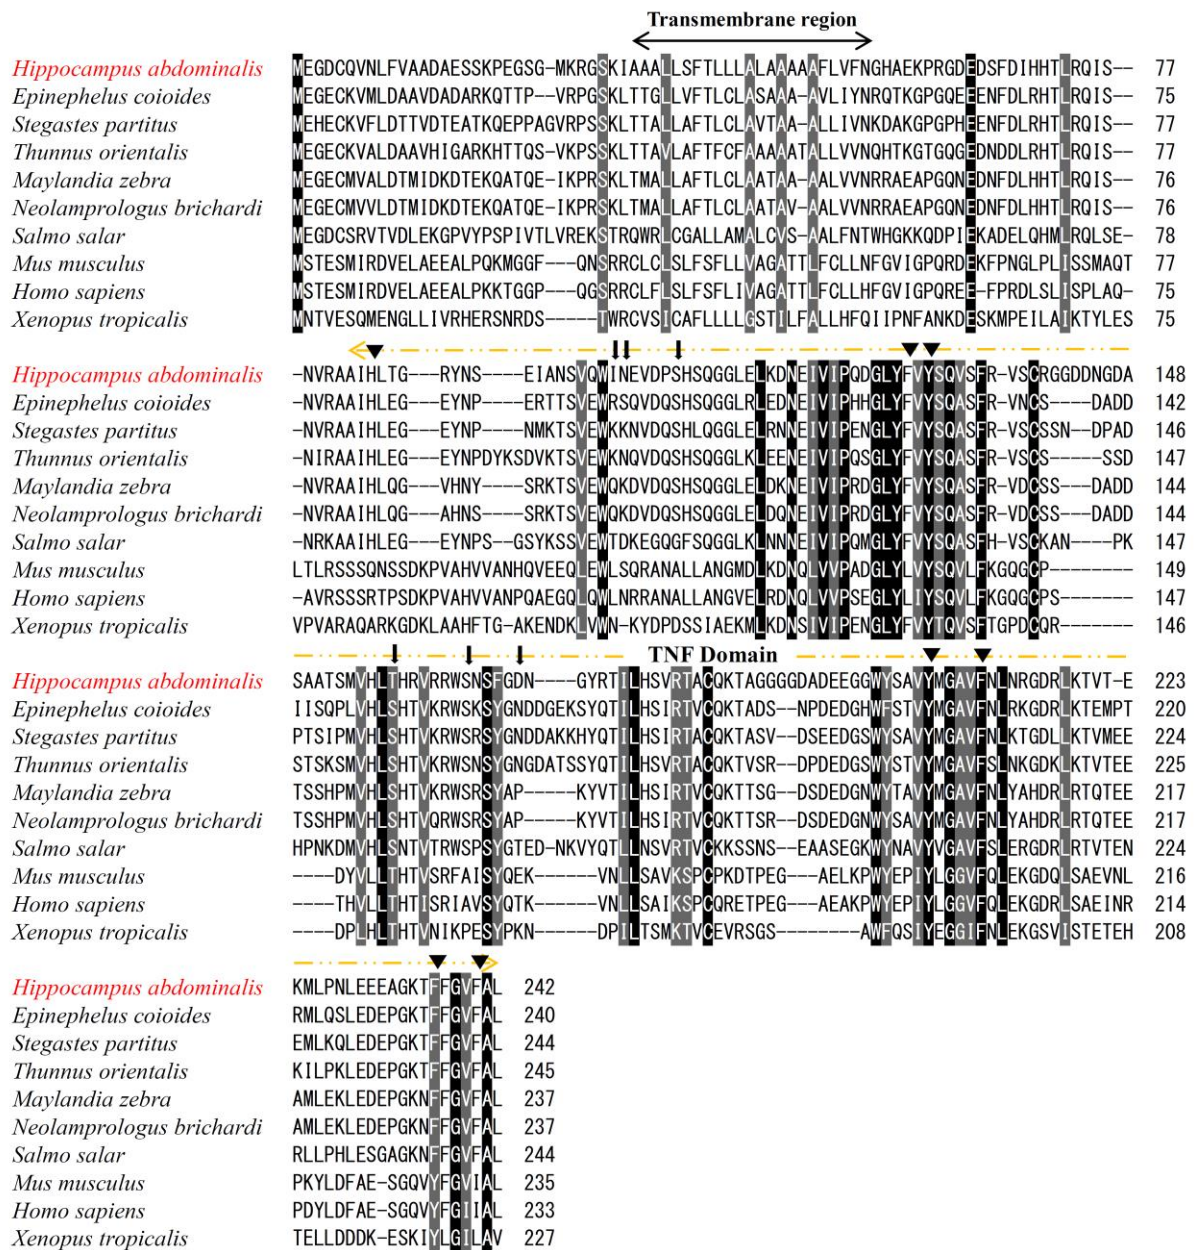 Transmembrane region
Hippocampus abdominalis MEGDCQVNLFVAADAESSKPEGSG-MKRGSKIAAALLSFTLLLALAAAAAFLVFNGHAEKPRGDEDSFDIHHTLRQIS-- 77
Epinephelus coioides MEGECKVMLDAAVDADARKQTTP--VRPGSKLTTGLLVFTLCLASAAA-AVLIYNRQTKGPGQEEENFDLRHTLRQIS-- 75
Stegastes partitus MEHECKVFLDTTVDTEATKQEPPAGVRPSSKLTTALLAFTLCLAVTAA-ALLIVNKDAKGPGPHEENFDLRHTLRQIS-- 77
Thunnus orientalis MEGECKVALDAAVHIGARKHTTQS-VKPSSKLTTAVLAFTFCFAAAAATALLVVNQHTKGTGQGEDNDDLRHTLRQIS-- 77
Maylandia zebra MEGECMVALDTMIDKDTEKQATQE-IKPRSKLTMALLAFTLCLAATAA-AALVVNRRAEAPGQNEDNFDLHHTLRQIS-- 76
Neolamprologus brichardi MEGECMVVLDTMIDKDTEKQATQE-IKPRSKLTMALLAFTLCLAATAV-AALVVNRRAEAPGQNEDNFDLHHTLRQIS-- 76
Salmo salar MEGDCSRVTVDLEKGPVYPSPIVTLVREKSTRQWRLCGALLAMALCVS-AALFNTWHGKKQDPIEKADELQHMLRQLSE- 78
Mus musculus MSTESMIRDVELAEEALPQKMGGF---QNSRRCLCLSLFSFLLVAGATTLFCLLNFGVIGPQRDEKFPNGLPLISSMAQT 77
Homo sapiens MSTESMIRDVELAEEALPKKTGGP---QGSRRCLFLSLFSFLIVAGATTLFCLLHFGVIGPQREE-FPRDLSLISPLAQ- 75
Xenopus tropicalis MNTVESQMENGLLIVRHERSNRDS-----TWRCVSICAFLLLLGSTILFALLHFQIIPNFANKDESKMPEILAIKTYLES 75
Hippocampus abdominalis -NVRAAIHLTG---RYNS----EIANSVQWINEVDPSHSQGGLELKDNEIVIPQDGLYFVYSQVSFR-VSCRGGDDNGDA 148
Epinephelus coioides -NVRAAIHLEG---EYNP----ERTTSVEWRSQVDQSHSQGGLRLEDNEIVIPHHGLYFVYSQASFR-VNCS----DADD 142
Stegastes partitus -NVRAAIHLEG---EYNP----NMKTSVEWKKNVDQSHLQGGLELRNNEIVIPENGLYFVYSQASFR-VSCSSN--DPAD 146
Thunnus orientalis -NIRAAIHLEG---EYNPDYKSDVKTSVEWKNQVDQSHSQGGLKLEENEIVIPQSGLYFVYSQASFR-VSCS-----SSD 147
Maylandia zebra -NVRAAIHLQG---VHNY----SRKTSVEWQKDVDQSHSQGGLELDKNEIVIPRDGLYFVYSQASFR-VDCSS---DADD 144
Neolamprologus brichardi -NVRAAIHLQG---AHNS----SRKTSVEWQKDVDQSHSQGGLELDQNEIVIPRDGLYFVYSQASFR-VDCSS---DADD 144
Salmo salar -NRKAAIHLEG---EYNPS--GSYKSSVEWTDKEGQGFSQGGLKLNNNEIVIPQMGLYFVYSQASFH-VSCKAN----PK 147
Mus musculus LTLRSSSQNSSDKPVAHVVANHQVEEQLEWLSQRANALLANGMDLKDNQLVVPADGLYLVYSQVLFKGQGCP-------- 149
Homo sapiens -AVRSSSRTPSDKPVAHVVANPQAEGQLQWLNRRANALLANGVELRDNQLVVPSEGLYLIYSQVLFKGQGCPS------- 147
Xenopus tropicalis VPVARAQARKGDKLAAHFTG-AKENDKLVWN-KYDPDSSIAEKMLKDNSIVIPENGLYFVYTQVSFTGPDCQR------- 146
TNF Domain
Hippocampus abdominalis SAATSMVHLTHRVRRWSNSFGDN----GYRTILHSVRTACQKTAGGGGDADEEGGWYSAVYMGAVFNLNRGDRLKTVT-E 223
Epinephelus coioides IISQPLVHLSHTVKRWSKSYGNDDGEKSYQTILHSIRTVCQKTADS--NPDEDGHWFSTVYMGAVFNLRKGDRLKTEMPT 220
Stegastes partitus PTSIPMVHLSHTVKRWSRSYGNDDAKKHYQTILHSIRTACQKTASV--DSEEDGSWYSAVYMGAVFNLKTGDLLKTVMEE 224
Thunnus orientalis STSKSMVHLSHTVKRWSNSYGNGDATSSYQTILHSVRTACQKTVSR--DPDEDGSWYSTVYMGAVFSLNKGDKLKTVTEE 225
Maylandia zebra TSSHPMVHLSHTVKRWSRSYAP-----KYVTILHSIRTVCQKTTSG--DSDEDGNWYTAVYMGAVFNLYAHDRLRTQTEE 217
Neolamprologus brichardi TSSHPMVHLSHTVQRWSRSYAP-----KYVTILHSIRTVCQKTTSR--DSDEDGNWYSAVYMGAVFNLYAHDRLRTQTEE 217
Salmo salar HPNKDMVHLSNTVTRWSPSYGTED-NKVYQTLLNSVRTVCKKSSNS--EAASEGKWYNAVYVGAVFSLERGDRLRTVTEN 224
Mus musculus ----DYVLLTHTVSRFAISYQEK------VNLLSAVKSPCPKDTPEG---AELKPWYEPIYLGGVFQLEKGDQLSAEVNL 216
Homo sapiens ----THVLLTHTISRIAVSYQTK------VNLLSAIKSPCQRETPEG---AEAKPWYEPIYLGGVFQLEKGDRLSAEINR 214
Xenopus tropicalis ----DPLHLTHTVNIKPESYPKN------DPILTSMKTVCEVRSGS-------AWFQSIYEGGIFNLEKGSVISTETEH 208
Hippocampus abdominalis KMLPNLEEEAGKTFFGVFAL 242
Epinephelus coioides RMLQSLEDEPGKTFFGVFAL 240
Stegastes partitus EMLKQLEDEPGKTFFGVFAL 244
Thunnus orientalis KILPKLEDEPGKTFFGVFAL 245
Maylandia zebra AMLEKLEDEPGKNFFGVFAL 237
Neolamprologus brichardi AMLEKLEDEPGKNFFGVFAL 237
Salmo salar RLLPHLESGAGKNFFGVFAL 244
Mus musculus PKYLDFAE-SGQVYFGVIAL 235
Homo sapiens PDYLDFAE-SGQVYFGIIAL 233
Xenopus tropicalis TELLDDDK-ESKIYLGILAV 227